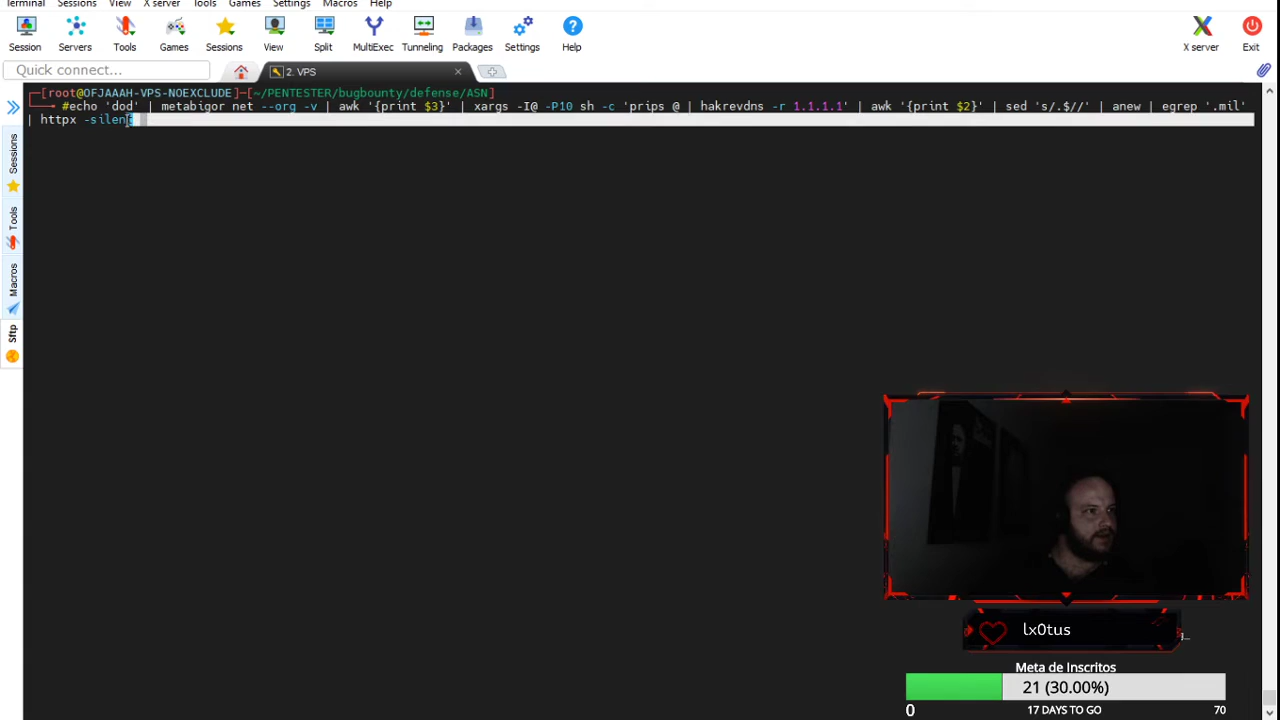 Terminal Sessions View X server Tools Games Settings Macros Help
Session Servers Tools Games Sessions View Split MultiExec Tunneling Packages Settings Help X server Exit
Quick connect... 2. VPS
[root@OFJAAAH-VPS-NOEXCLUDE]-[~/PENTESTER/bugbounty/defense/ASN]
#echo 'dod' | metabigor net --org -v | awk '{print $3}' | xargs -I@ -P10 sh -c 'prips @ | hakrevdns -r 1.1.1.1' | awk '{print $2}' | sed 's/.$//' | anew | egrep '.mil'
| httpx -silent
Sessions
Tools
Macros
Sftp
lx0tus
Meta de Inscritos
21 (30.00%)
0 17 DAYS TO GO 70